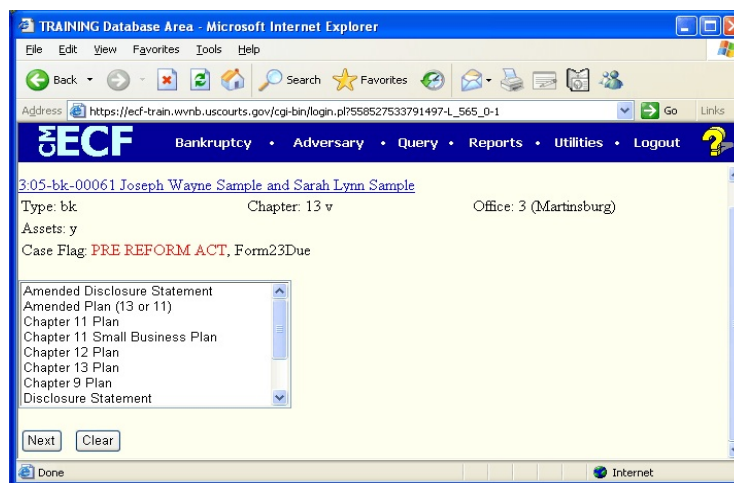 TRAINING Database Area - Microsoft Internet Explorer
File Edit View Favorites Tools Help
Back Search Favorites
Address https://ecf-train.wvnb.uscourts.gov/cgi-bin/login.pl?558527533791497-L_565_0-1 Go Links
CM ECF Bankruptcy • Adversary • Query • Reports • Utilities • Logout ?
3:05-bk-00061 Joseph Wayne Sample and Sarah Lynn Sample
Type: bk Chapter: 13 v Office: 3 (Martinsburg)
Assets: y
Case Flag: PRE REFORM ACT, Form23Due
Amended Disclosure Statement
Amended Plan (13 or 11)
Chapter 11 Plan
Chapter 11 Small Business Plan
Chapter 12 Plan
Chapter 13 Plan
Chapter 9 Plan
Disclosure Statement
Next Clear
Done Internet